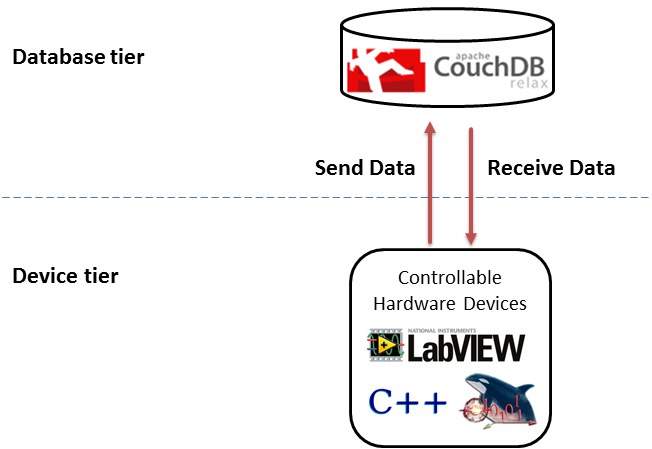 Database tier
apache
CouchDB
relax
Send Data
Receive Data
Device tier
Controllable
Hardware Devices
NATIONAL INSTRUMENTS
LabVIEW
C++